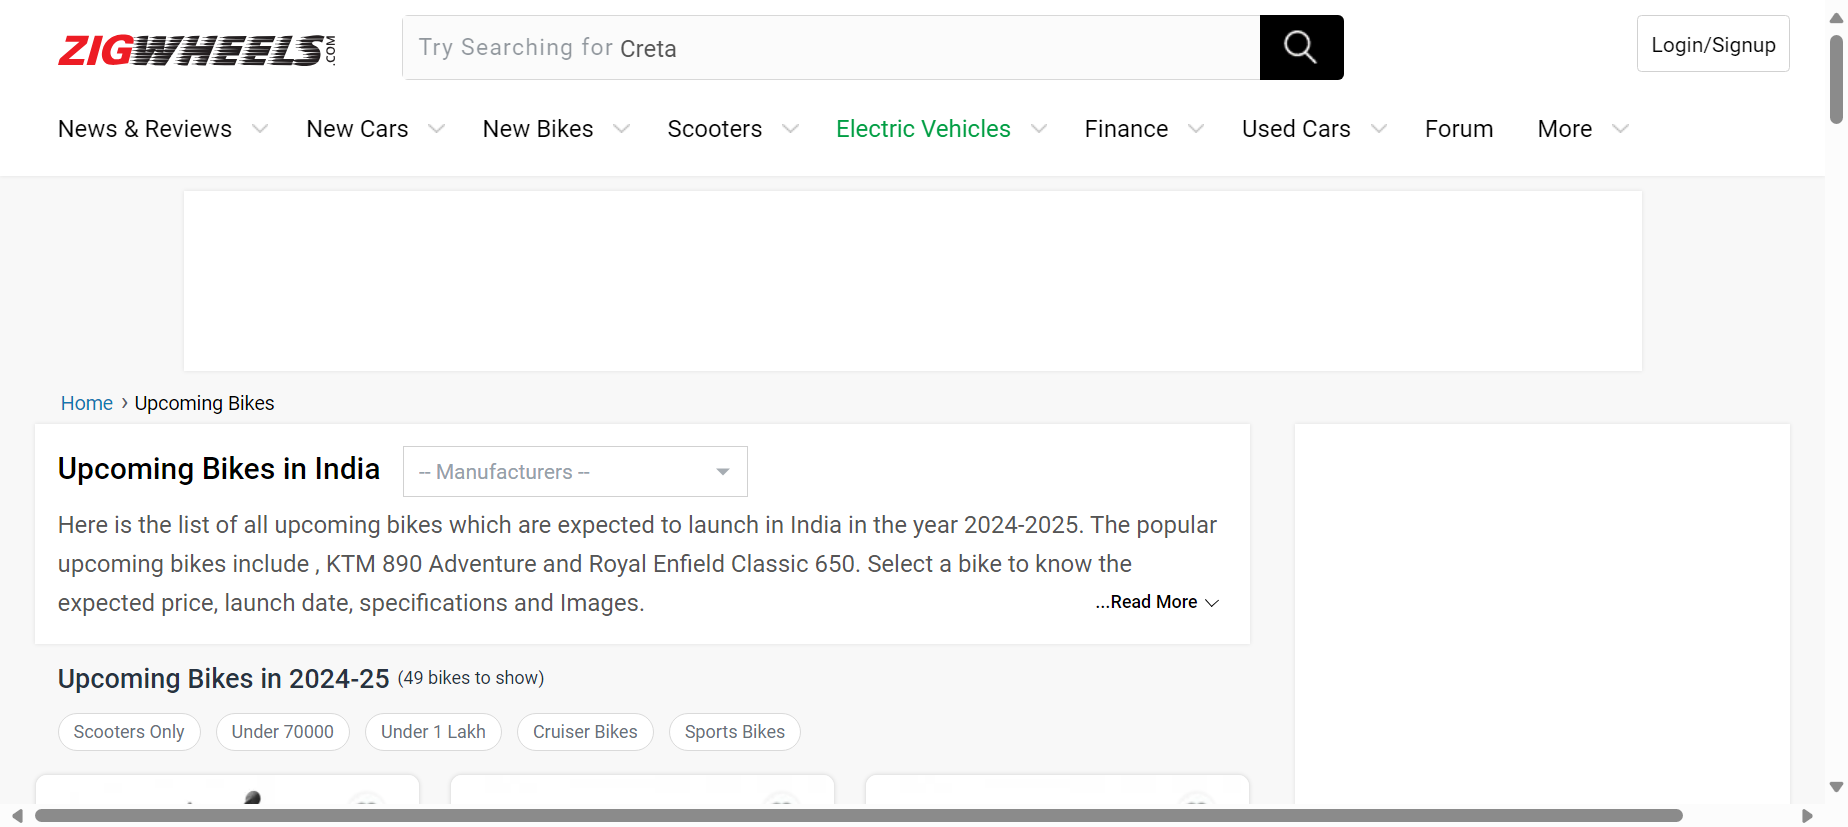 ZIGWHEELS.COM
Try Searching for Creta
Login/Signup
News & Reviews New Cars New Bikes Scooters Electric Vehicles Finance Used Cars Forum More
Home › Upcoming Bikes
Upcoming Bikes in India
-- Manufacturers --
Here is the list of all upcoming bikes which are expected to launch in India in the year 2024-2025. The popular
upcoming bikes include , KTM 890 Adventure and Royal Enfield Classic 650. Select a bike to know the
expected price, launch date, specifications and Images.
...Read More
Upcoming Bikes in 2024-25 (49 bikes to show)
Scooters Only Under 70000 Under 1 Lakh Cruiser Bikes Sports Bikes